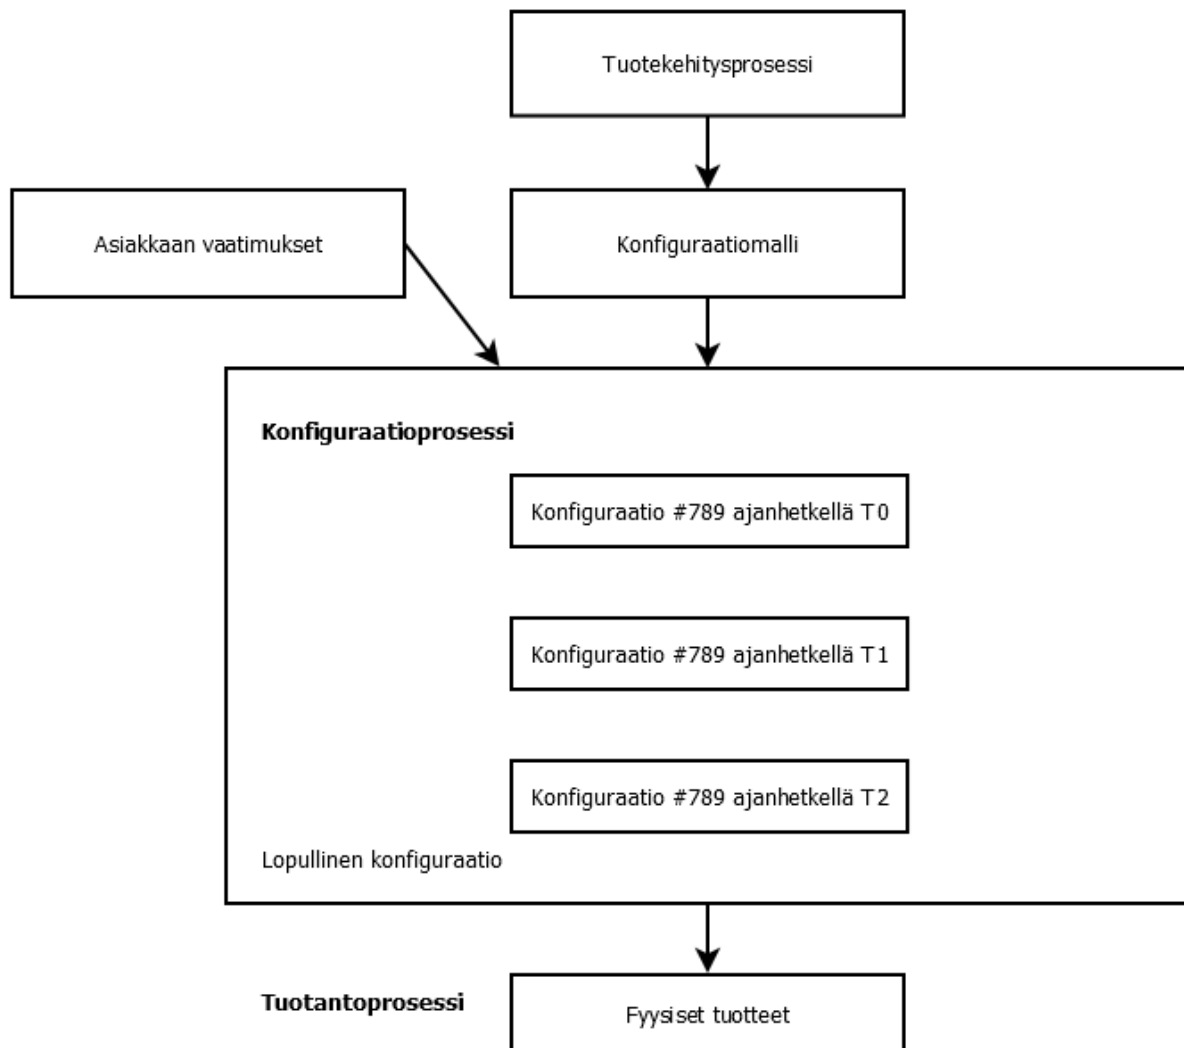 Tuotekehitysprosessi
Asiakkaan vaatimukset
Konfiguraatiomalli
Konfiguraatioprosessi
Konfiguraatio #789 ajanhetkellä T0
Konfiguraatio #789 ajanhetkellä T1
Konfiguraatio #789 ajanhetkellä T2
Lopullinen konfiguraatio
Tuotantoprosessi
Fyysiset tuotteet